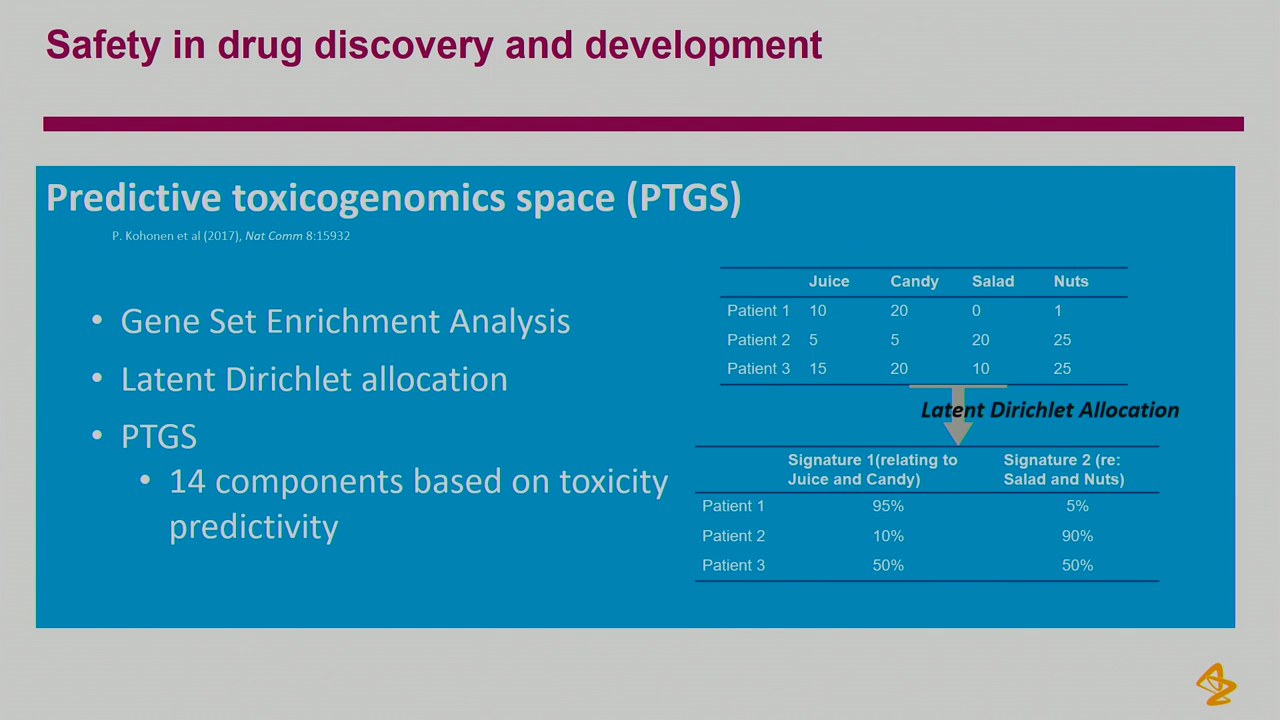 Safety in drug discovery and development
Predictive toxicogenomics space (PTGS)
P. Kohonen et al (2017), Nat Comm 8:15932
• Gene Set Enrichment Analysis
• Latent Dirichlet allocation
• PTGS
• 14 components based on toxicity
predictivity
Juice Candy Salad Nuts
Patient 1 10 20 0 1
Patient 2 5 5 20 25
Patient 3 15 20 10 25
Latent Dirichlet Allocation
Signature 1(relating to
Juice and Candy)
Signature 2 (re:
Salad and Nuts)
Patient 1 95% 5%
Patient 2 10% 90%
Patient 3 50% 50%